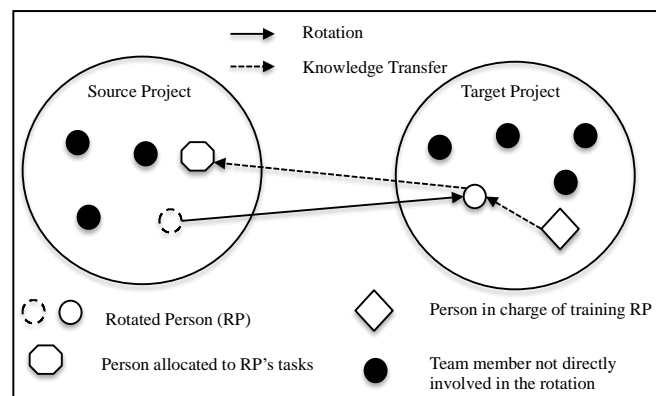 Rotation
Knowledge Transfer
Source Project
Target Project
Rotated Person (RP)
Person in charge of training RP
Person allocated to RP's tasks
Team member not directly
involved in the rotation